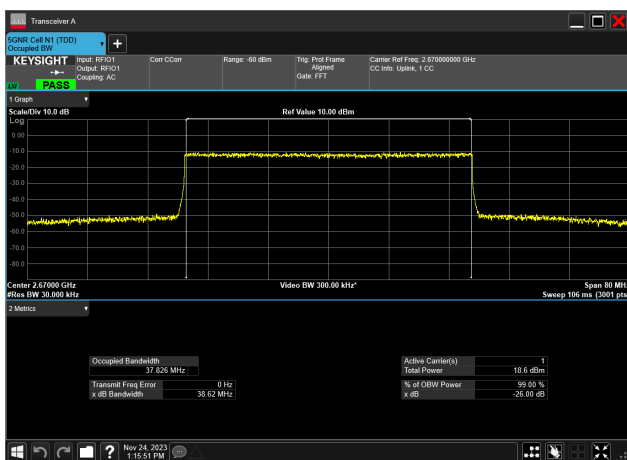 Transceiver A
5GNR Cell N1 (TDD)
Occupied BW
KEYSIGHT
Input: RFIO1
Output: RFIO1
Coupling: AC
Corr CCorr
Range: -60 dBm
Trig: Prot Frame
Aligned
Gate: FFT
Carrier Ref Freq: 2.670000000 GHz
CC Info: Uplink, 1 CC
PASS
1 Graph
Scale/Div 10.0 dB
Ref Value 10.00 dBm
Log
0.00
-10.0
-20.0
-30.0
-40.0
-50.0
-60.0
-70.0
-80.0
Center 2.67000 GHz
Video BW 300.00 kHz*
Span 80 MHz
#Res BW 30.000 kHz
Sweep 106 ms (3001 pts)
2 Metrics
Occupied Bandwidth
37.826 MHz
Transmit Freq Error 0 Hz
x dB Bandwidth 38.62 MHz
Active Carrier(s) 1
Total Power 18.6 dBm
% of OBW Power 99.00 %
x dB -26.00 dB
Nov 24, 2023
1:15:51 PM